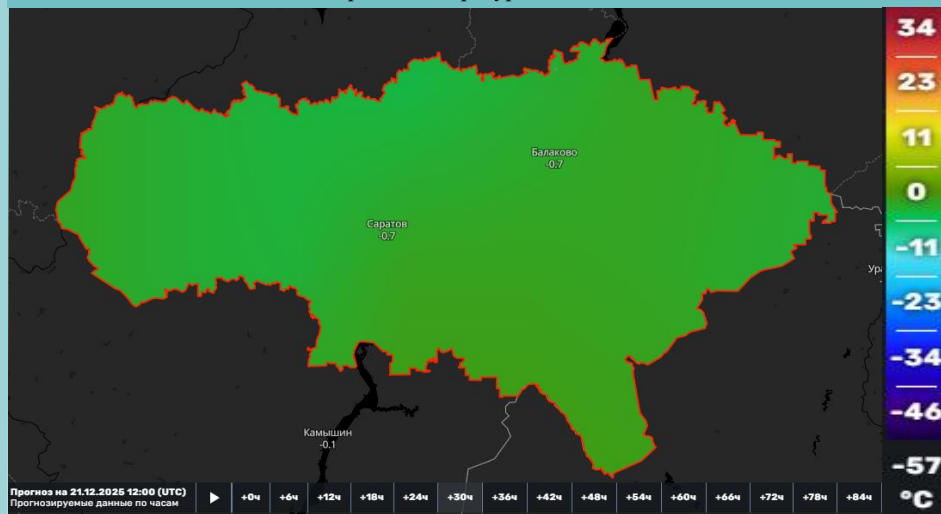 34
23
11
0
-11
-23
-34
-46
-57
°C
Балаково
-0.7
Саратов
-0.7
Камышин
-0.1
Прогноз на 21.12.2025 12:00 (UTC)
Прогнозируемые данные по часам
+0ч +6ч +12ч +18ч +24ч +30ч +36ч +42ч +48ч +54ч +60ч +66ч +72ч +78ч +84ч